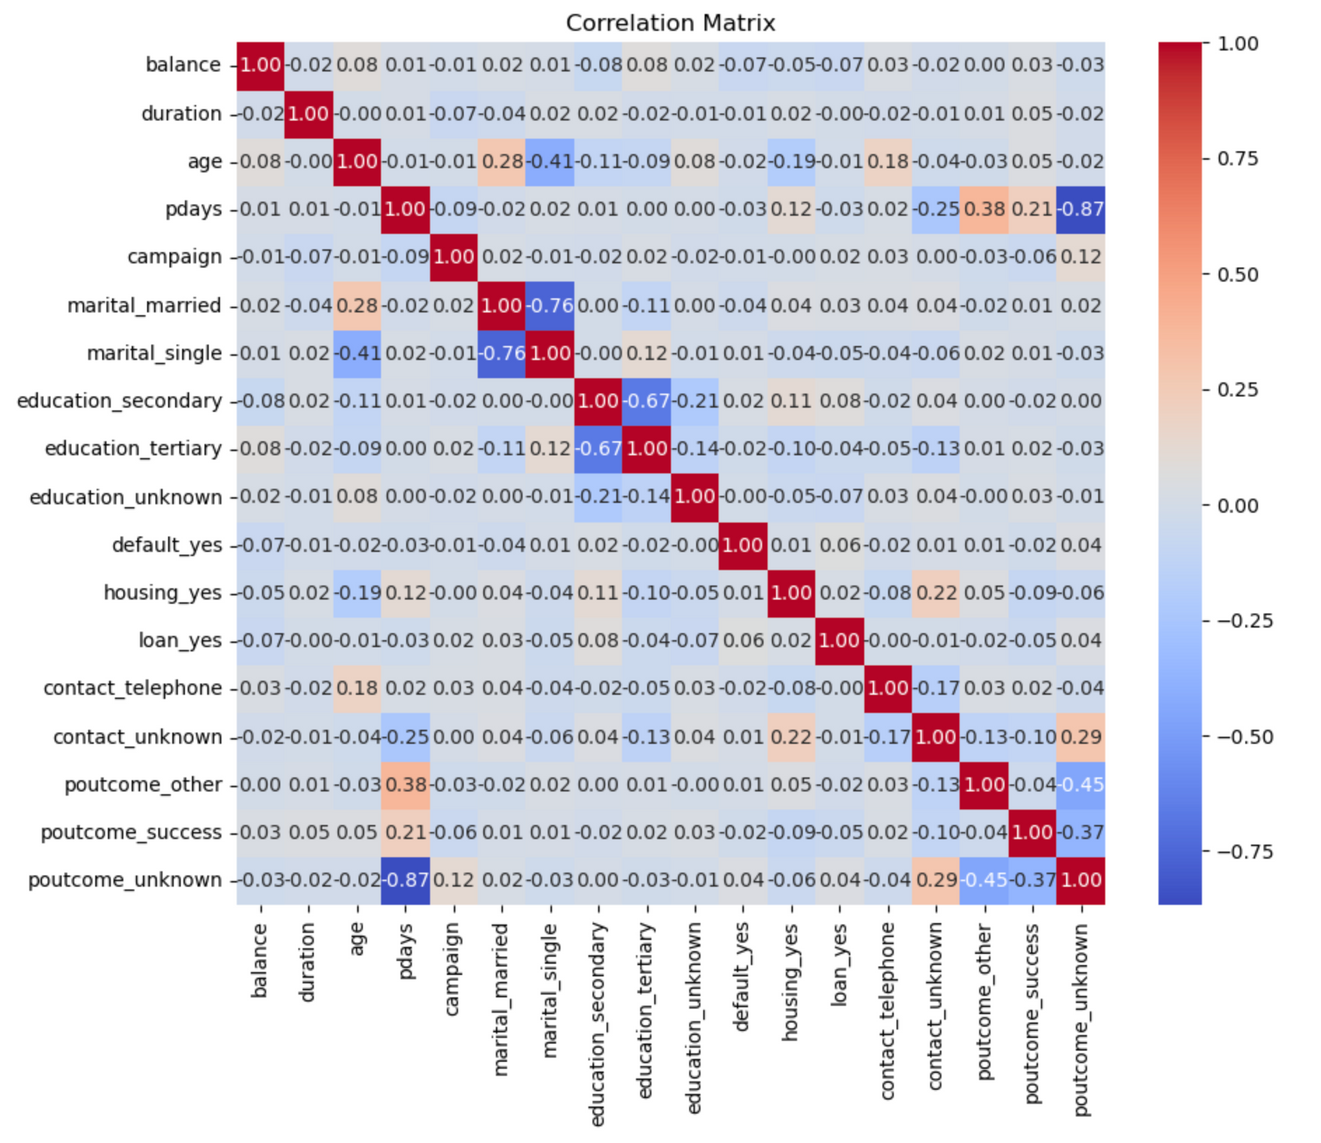 Correlation Matrix
balance 1.00 -0.02 0.08 0.01 -0.01 0.02 0.01 -0.08 0.08 0.02 -0.07 -0.05 -0.07 0.03 -0.02 0.00 0.03 -0.03
duration -0.02 1.00 -0.00 0.01 -0.07 -0.04 0.02 0.02 -0.02 -0.01 -0.01 0.02 -0.00 -0.02 -0.01 0.01 0.05 -0.02
age 0.08 -0.00 1.00 -0.01 -0.01 0.28 -0.41 -0.11 -0.09 0.08 -0.02 -0.19 -0.01 0.18 -0.04 -0.03 0.05 -0.02
pdays 0.01 0.01 -0.01 1.00 -0.09 -0.02 0.02 0.01 0.00 0.00 -0.03 0.12 -0.03 0.02 -0.25 0.38 0.21 -0.87
campaign -0.01 -0.07 -0.01 -0.09 1.00 0.02 -0.01 -0.02 0.02 -0.02 -0.01 -0.00 0.02 0.03 0.00 -0.03 -0.06 0.12
marital_married 0.02 -0.04 0.28 -0.02 0.02 1.00 -0.76 0.00 -0.11 0.00 -0.04 0.04 0.03 0.04 0.04 -0.02 0.01 0.02
marital_single 0.01 0.02 -0.41 0.02 -0.01 -0.76 1.00 -0.00 0.12 -0.01 0.01 -0.04 -0.05 -0.04 -0.06 0.02 0.01 -0.03
education_secondary -0.08 0.02 -0.11 0.01 -0.02 0.00 -0.00 1.00 -0.67 -0.21 0.02 0.11 0.08 -0.02 0.04 0.00 -0.02 0.00
education_tertiary 0.08 -0.02 -0.09 0.00 0.02 -0.11 0.12 -0.67 1.00 -0.14 -0.02 -0.10 -0.04 -0.05 -0.13 0.01 0.02 -0.03
education_unknown 0.02 -0.01 0.08 0.00 -0.02 0.00 -0.01 -0.21 -0.14 1.00 -0.00 -0.05 -0.07 0.03 0.04 -0.00 0.03 -0.01
default_yes -0.07 -0.01 -0.02 -0.03 -0.01 -0.04 0.01 0.02 -0.02 -0.00 1.00 0.01 0.06 -0.02 0.01 0.01 -0.02 0.04
housing_yes -0.05 0.02 -0.19 0.12 -0.00 0.04 -0.04 0.11 -0.10 -0.05 0.01 1.00 0.02 -0.08 0.22 0.05 -0.09 -0.06
loan_yes -0.07 -0.00 -0.01 -0.03 0.02 0.03 -0.05 0.08 -0.04 -0.07 0.06 0.02 1.00 -0.00 -0.01 -0.02 -0.05 0.04
contact_telephone 0.03 -0.02 0.18 0.02 0.03 0.04 -0.04 -0.02 -0.05 0.03 -0.02 -0.08 -0.00 1.00 -0.17 0.03 0.02 -0.04
contact_unknown -0.02 -0.01 -0.04 -0.25 0.00 0.04 -0.06 0.04 -0.13 0.04 0.01 0.22 -0.01 -0.17 1.00 -0.13 -0.10 0.29
poutcome_other 0.00 0.01 -0.03 0.38 -0.03 -0.02 0.02 0.00 0.01 -0.00 0.01 0.05 -0.02 0.03 -0.13 1.00 -0.04 -0.45
poutcome_success 0.03 0.05 0.05 0.21 -0.06 0.01 0.01 -0.02 0.02 0.03 -0.02 -0.09 -0.05 0.02 -0.10 -0.04 1.00 -0.37
poutcome_unknown -0.03 -0.02 -0.02 -0.87 0.12 0.02 -0.03 0.00 -0.03 -0.01 0.04 -0.06 0.04 -0.04 0.29 -0.45 -0.37 1.00
balance
duration
age
pdays
campaign
marital_married
marital_single
education_secondary
education_tertiary
education_unknown
default_yes
housing_yes
loan_yes
contact_telephone
contact_unknown
poutcome_other
poutcome_success
poutcome_unknown
1.00
0.75
0.50
0.25
0.00
−0.25
−0.50
−0.75